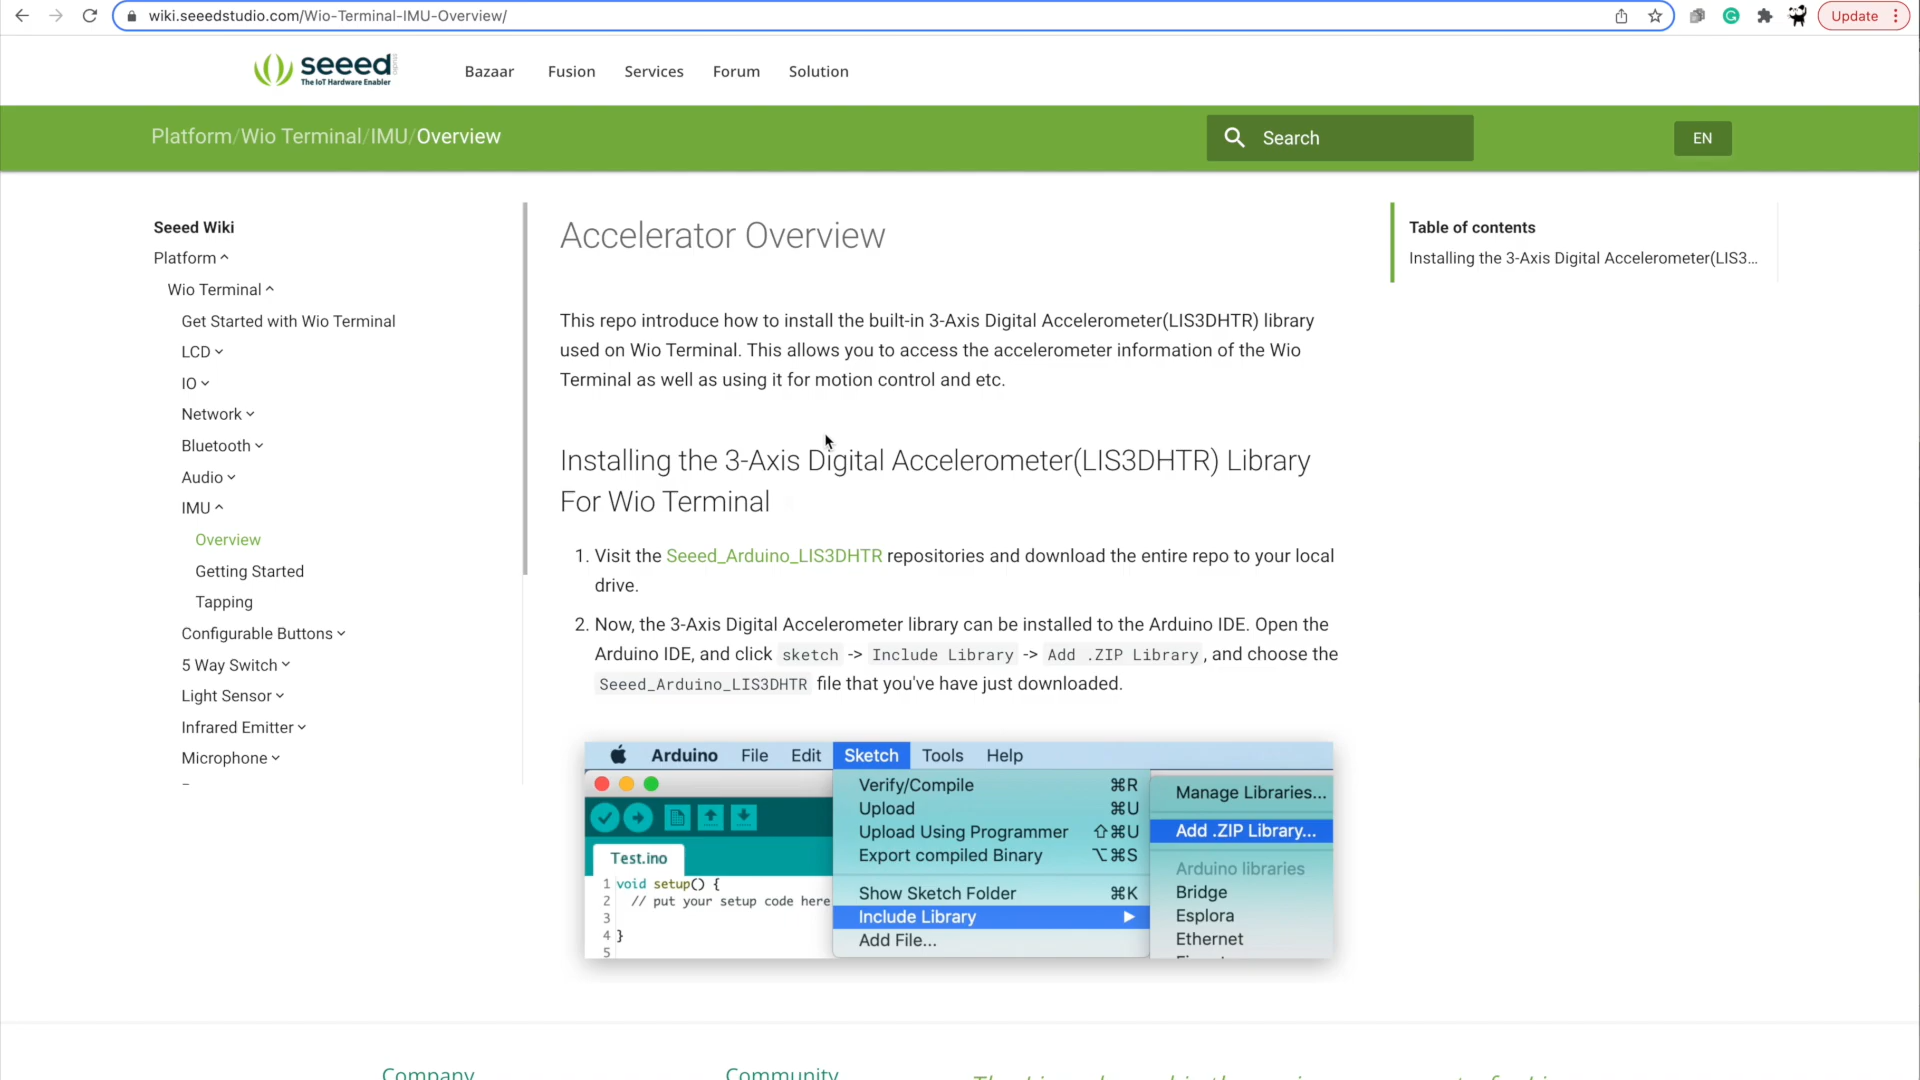 wiki.seeedstudio.com/Wio-Terminal-IMU-Overview/
Update
seeed studio
The IoT Hardware Enabler
Bazaar
Fusion
Services
Forum
Solution
Platform/Wio Terminal/IMU/Overview
Search
EN
Seeed Wiki
Platform
Wio Terminal
Get Started with Wio Terminal
LCD
IO
Network
Bluetooth
Audio
IMU
Overview
Getting Started
Tapping
Configurable Buttons
5 Way Switch
Light Sensor
Infrared Emitter
Microphone
Accelerator Overview
This repo introduce how to install the built-in 3-Axis Digital Accelerometer(LIS3DHTR) library
used on Wio Terminal. This allows you to access the accelerometer information of the Wio
Terminal as well as using it for motion control and etc.
Installing the 3-Axis Digital Accelerometer(LIS3DHTR) Library
For Wio Terminal
1. Visit the Seeed_Arduino_LIS3DHTR repositories and download the entire repo to your local
drive.
2. Now, the 3-Axis Digital Accelerometer library can be installed to the Arduino IDE. Open the
Arduino IDE, and click sketch -> Include Library -> Add .ZIP Library, and choose the
Seeed_Arduino_LIS3DHTR file that you've have just downloaded.
Arduino File Edit Sketch Tools Help
Verify/Compile ⌘R
Upload ⌘U
Upload Using Programmer ⇧⌘U
Export compiled Binary ⌥⌘S
Show Sketch Folder ⌘K
Include Library ▶
Add File...
Manage Libraries...
Add .ZIP Library...
Arduino libraries
Bridge
Esplora
Ethernet
Test.ino
1 void setup() {
2 // put your setup code here
3
4 }
5
Table of contents
Installing the 3-Axis Digital Accelerometer(LIS3...
Company
Community